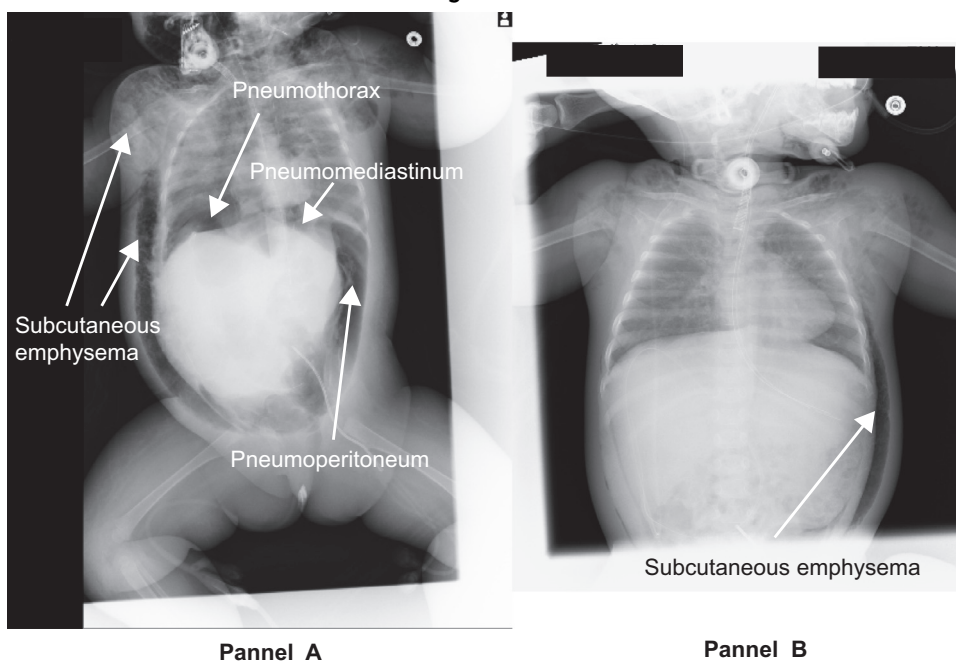 Pneumothorax
Pneumomediastinum
Subcutaneous
emphysema
Pneumoperitoneum
Subcutaneous emphysema
Pannel A
Pannel B